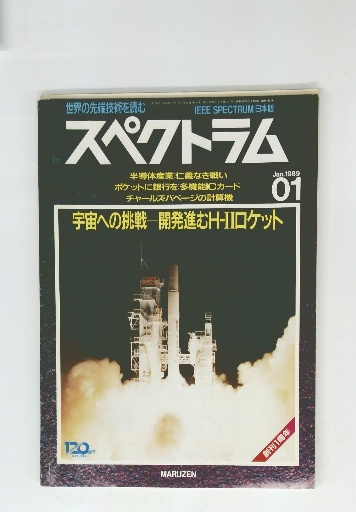 世界の先端技術を読む
IEEE SPECTRUM 日本版
スペクトラム
半導体産業:仁義なき戦い
ポケットに銀行を:多機能ICカード
チャールズ・バベージの計算機
Jan.1989
01
宇宙への挑戦―開発進むH-IIロケット
創刊1周年
120
MARUZEN